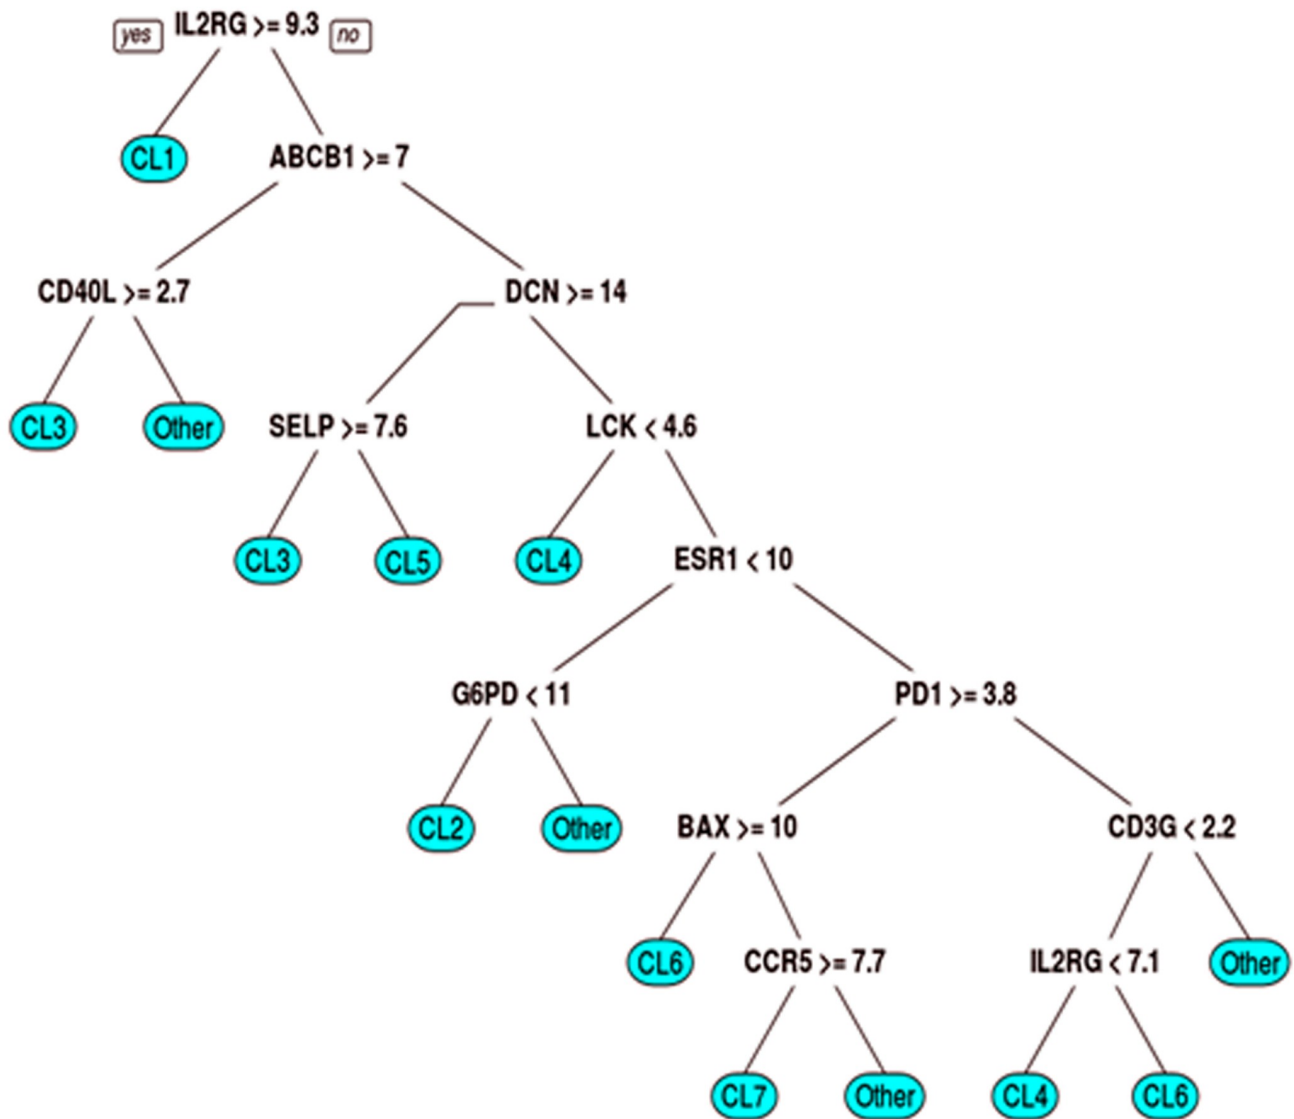 yes IL2RG >= 9.3 no
CL1 ABCB1 >= 7
CD40L >= 2.7 DCN >= 14
CL3 Other SELP >= 7.6 LCK < 4.6
CL3 CL5 CL4 ESR1 < 10
G6PD < 11 PD1 >= 3.8
CL2 Other BAX >= 10 CD3G < 2.2
CL6 CCR5 >= 7.7 IL2RG < 7.1 Other
CL7 Other CL4 CL6